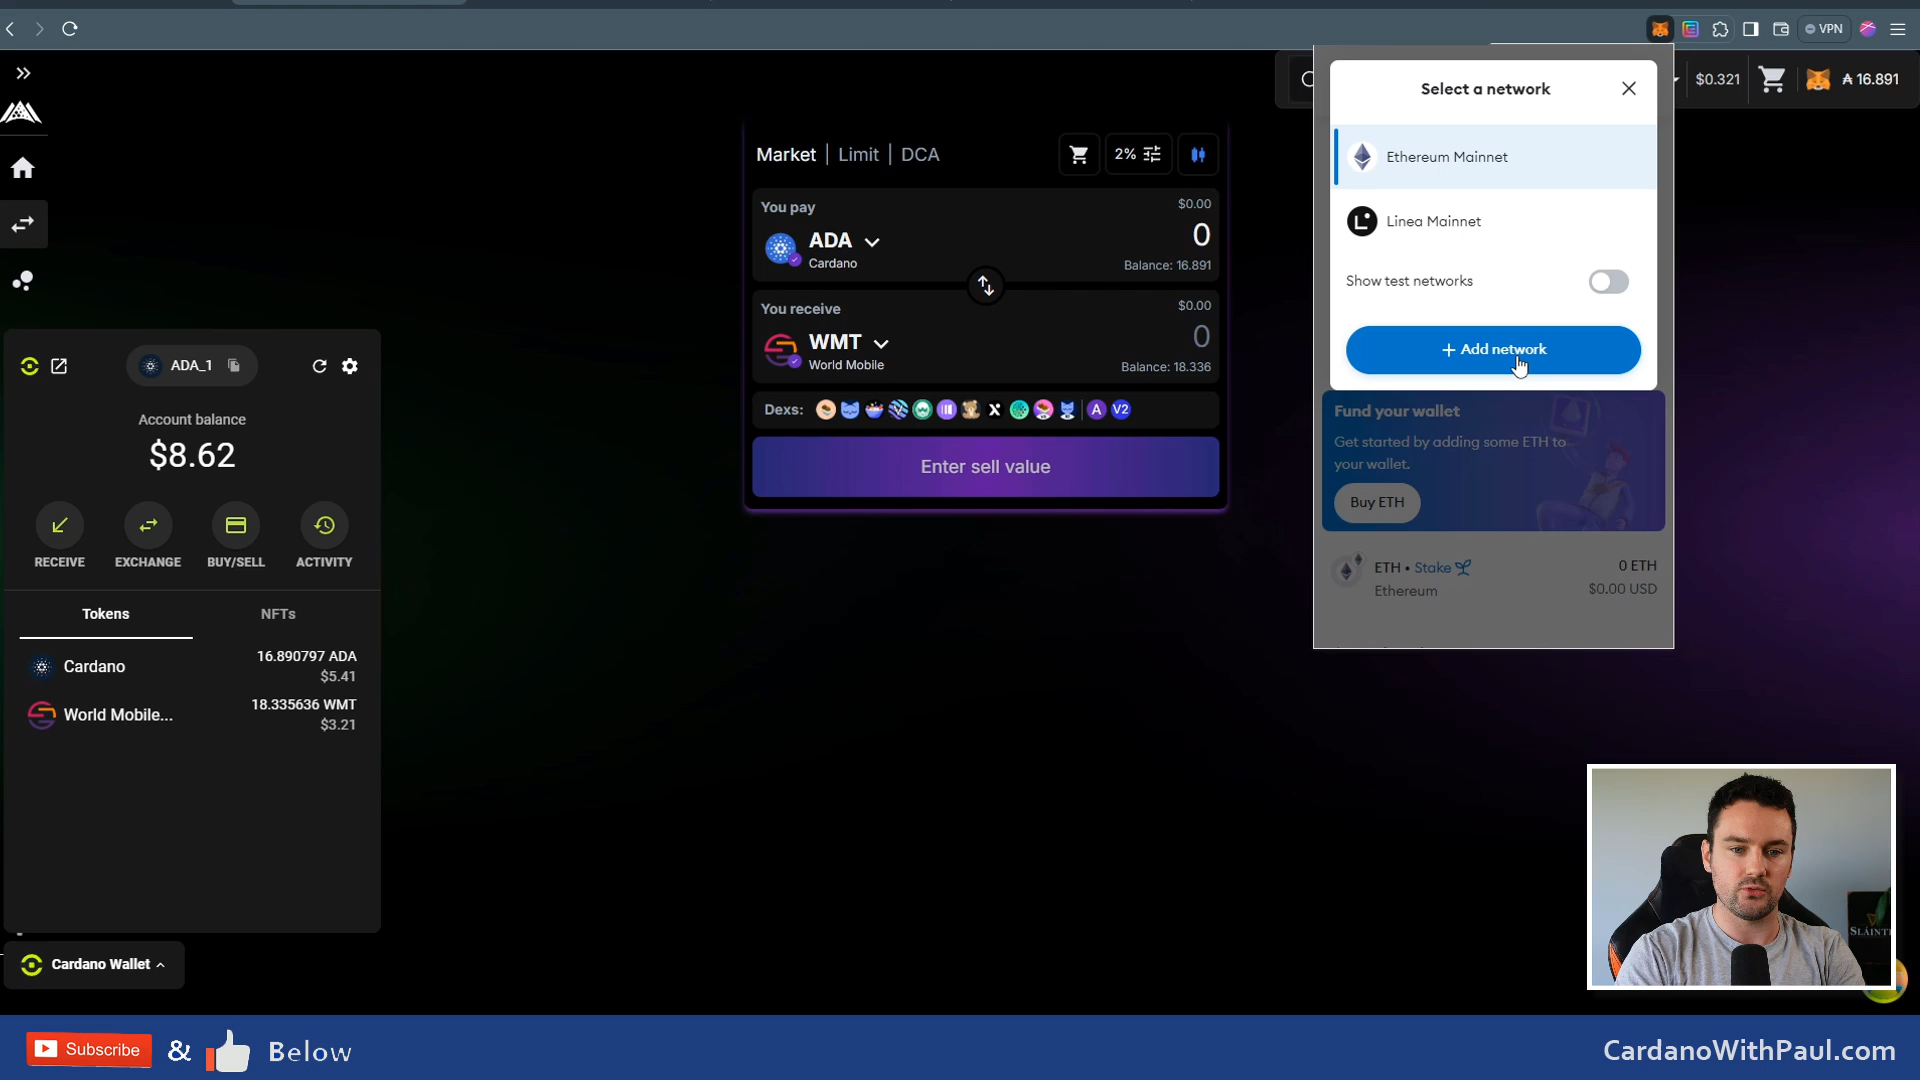 VPN
$0.321
₳ 16.891
Select a network
Ethereum Mainnet
Linea Mainnet
Show test networks
+ Add network
Fund your wallet
Get started by adding some ETH to
your wallet.
Buy ETH
ETH • Stake
0 ETH
Ethereum
$0.00 USD
Market | Limit | DCA
2%
You pay
$0.00
ADA
0
Cardano
Balance: 16.891
You receive
$0.00
WMT
0
World Mobile
Balance: 18.336
Dexs:
X
A
V2
Enter sell value
ADA_1
Account balance
$8.62
RECEIVE
EXCHANGE
BUY/SELL
ACTIVITY
Tokens
NFTs
Cardano
16.890797 ADA
$5.41
World Mobile...
18.335636 WMT
$3.21
Cardano Wallet
SLÁINTE
Subscribe
& Below
CardanoWithPaul.com